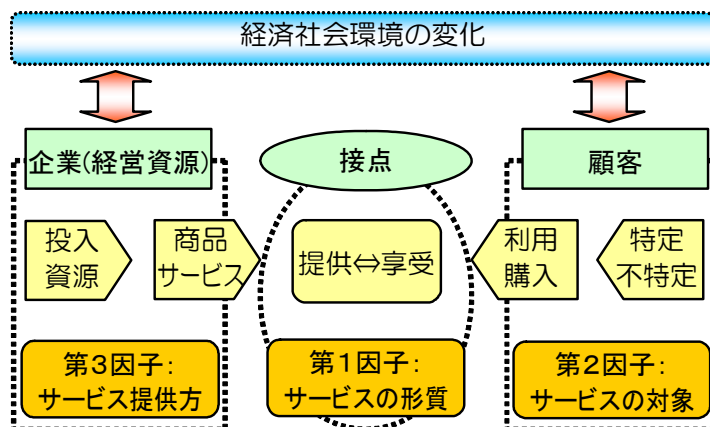 経済社会環境の変化
企業(経営資源)
接点
顧客
投入
資源
商品
サービス
提供⇔享受
利用
購入
特定
不特定
第3因子:
サービス提供方
第1因子:
サービスの形質
第2因子:
サービスの対象